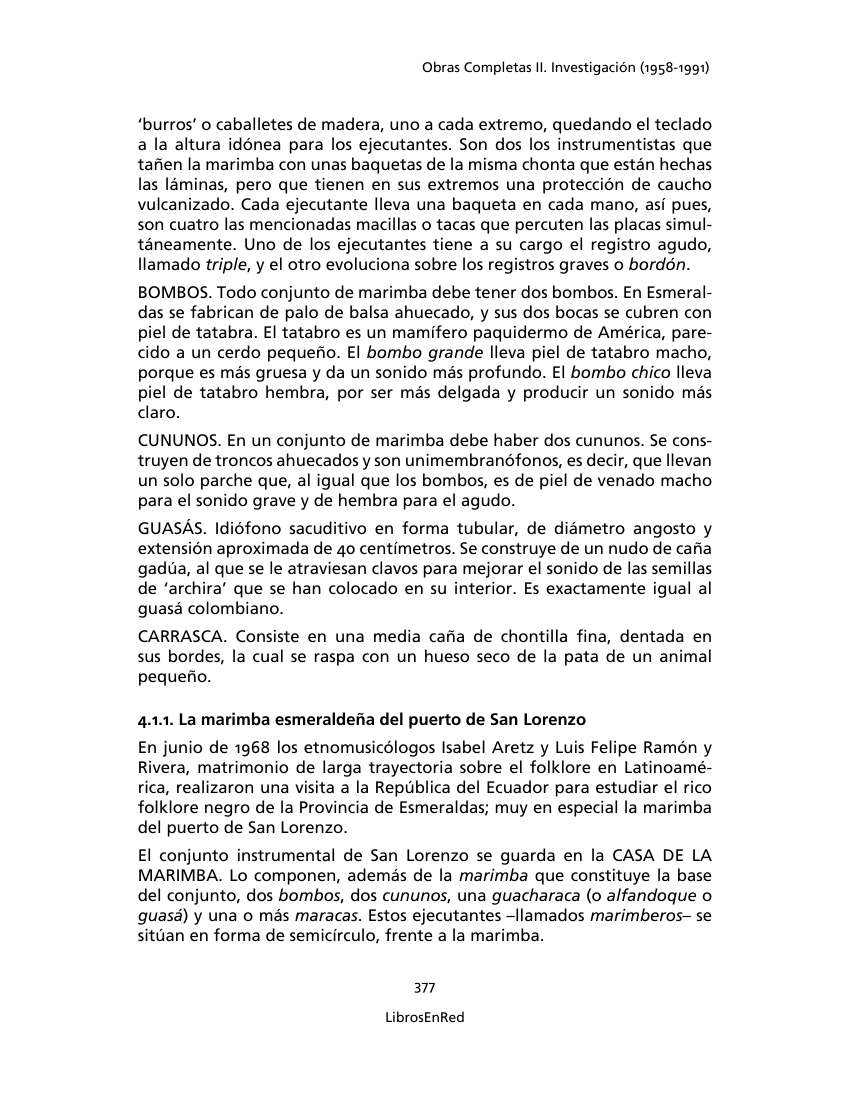 Obras Completas II. Investigación (1958-1991)
‘burros’ o caballetes de madera, uno a cada extremo, quedando el teclado
a la altura idónea para los ejecutantes. Son dos los instrumentistas que
tañen la marimba con unas baquetas de la misma chonta que están hechas
las láminas, pero que tienen en sus extremos una protección de caucho
vulcanizado. Cada ejecutante lleva una baqueta en cada mano, así pues,
son cuatro las mencionadas macillas o tacas que percuten las placas simul-
táneamente. Uno de los ejecutantes tiene a su cargo el registro agudo,
llamado triple, y el otro evoluciona sobre los registros graves o bordón.
BOMBOS. Todo conjunto de marimba debe tener dos bombos. En Esmeral-
das se fabrican de palo de balsa ahuecado, y sus dos bocas se cubren con
piel de tatabra. El tatabro es un mamífero paquidermo de América, pare-
cido a un cerdo pequeño. El bombo grande lleva piel de tatabro macho,
porque es más gruesa y da un sonido más profundo. El bombo chico lleva
piel de tatabro hembra, por ser más delgada y producir un sonido más
claro.
CUNUNOS. En un conjunto de marimba debe haber dos cununos. Se cons-
truyen de troncos ahuecados y son unimembranófonos, es decir, que llevan
un solo parche que, al igual que los bombos, es de piel de venado macho
para el sonido grave y de hembra para el agudo.
GUASÁS. Idiófono sacuditivo en forma tubular, de diámetro angosto y
extensión aproximada de 40 centímetros. Se construye de un nudo de caña
gadúa, al que se le atraviesan clavos para mejorar el sonido de las semillas
de ‘archira’ que se han colocado en su interior. Es exactamente igual al
guasá colombiano.
CARRASCA. Consiste en una media caña de chontilla fina, dentada en
sus bordes, la cual se raspa con un hueso seco de la pata de un animal
pequeño.
4.1.1. La marimba esmeraldeña del puerto de San Lorenzo
En junio de 1968 los etnomusicólogos Isabel Aretz y Luis Felipe Ramón y
Rivera, matrimonio de larga trayectoria sobre el folklore en Latinoamé-
rica, realizaron una visita a la República del Ecuador para estudiar el rico
folklore negro de la Provincia de Esmeraldas; muy en especial la marimba
del puerto de San Lorenzo.
El conjunto instrumental de San Lorenzo se guarda en la CASA DE LA
MARIMBA. Lo componen, además de la marimba que constituye la base
del conjunto, dos bombos, dos cununos, una guacharaca (o alfandoque o
guasá) y una o más maracas. Estos ejecutantes –llamados marimberos– se
sitúan en forma de semicírculo, frente a la marimba.
377
LibrosEnRed